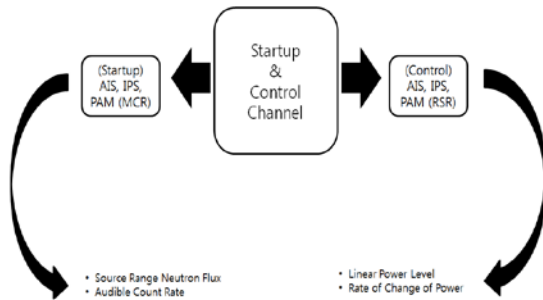 Startup
&
Control
Channel
(Startup)
AIS, IPS,
PAM (MCR)
(Control)
AIS, IPS,
PAM (RSR)
• Source Range Neutron Flux
• Audible Count Rate
• Linear Power Level
• Rate of Change of Power